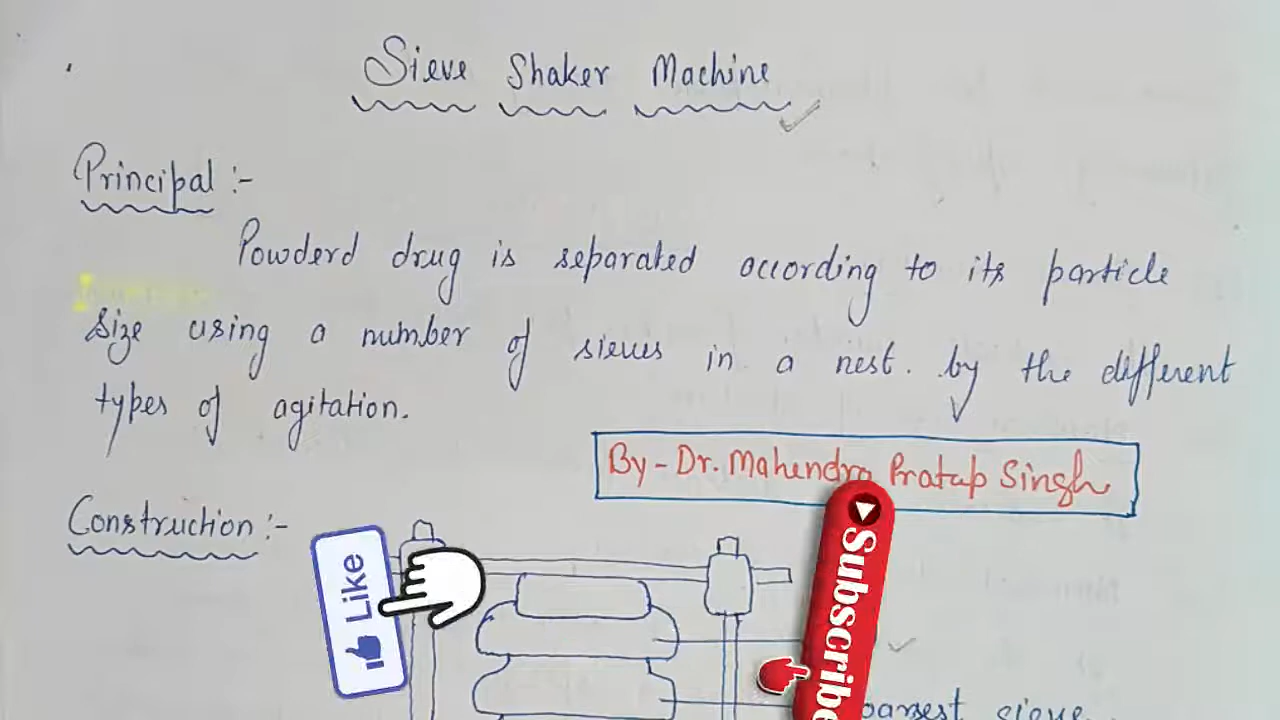 Sieve Shaker Machine
Principal :-
Powderd drug is separated according to its particle
size using a number of sieves in a nest. by the different
types of agitation.
By - Dr. Mahendra Pratap Singh
Construction :-
Like
Subscribe
sieve